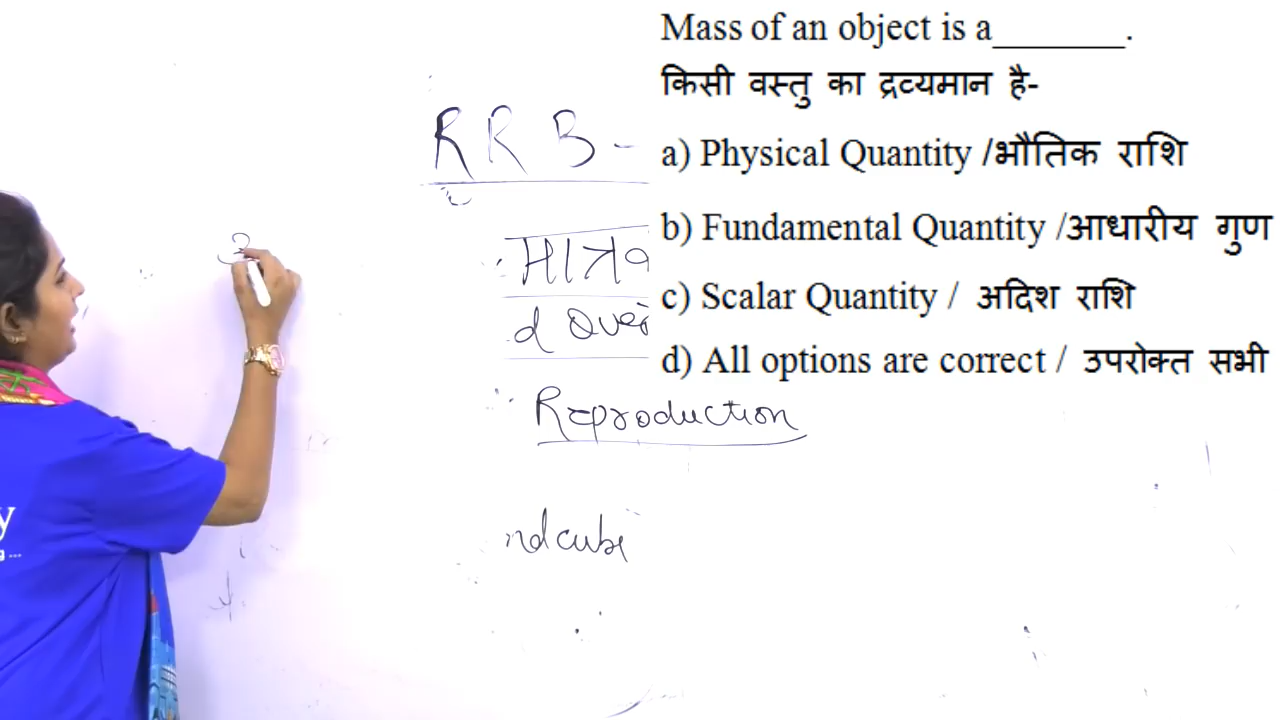 Mass of an object is a_______.
किसी वस्तु का द्रव्यमान है-
a) Physical Quantity /भौतिक राशि
b) Fundamental Quantity /आधारीय गुण
c) Scalar Quantity / अदिश राशि
d) All options are correct / उपरोक्त सभी
RRB -
मात्रक
Reproduction